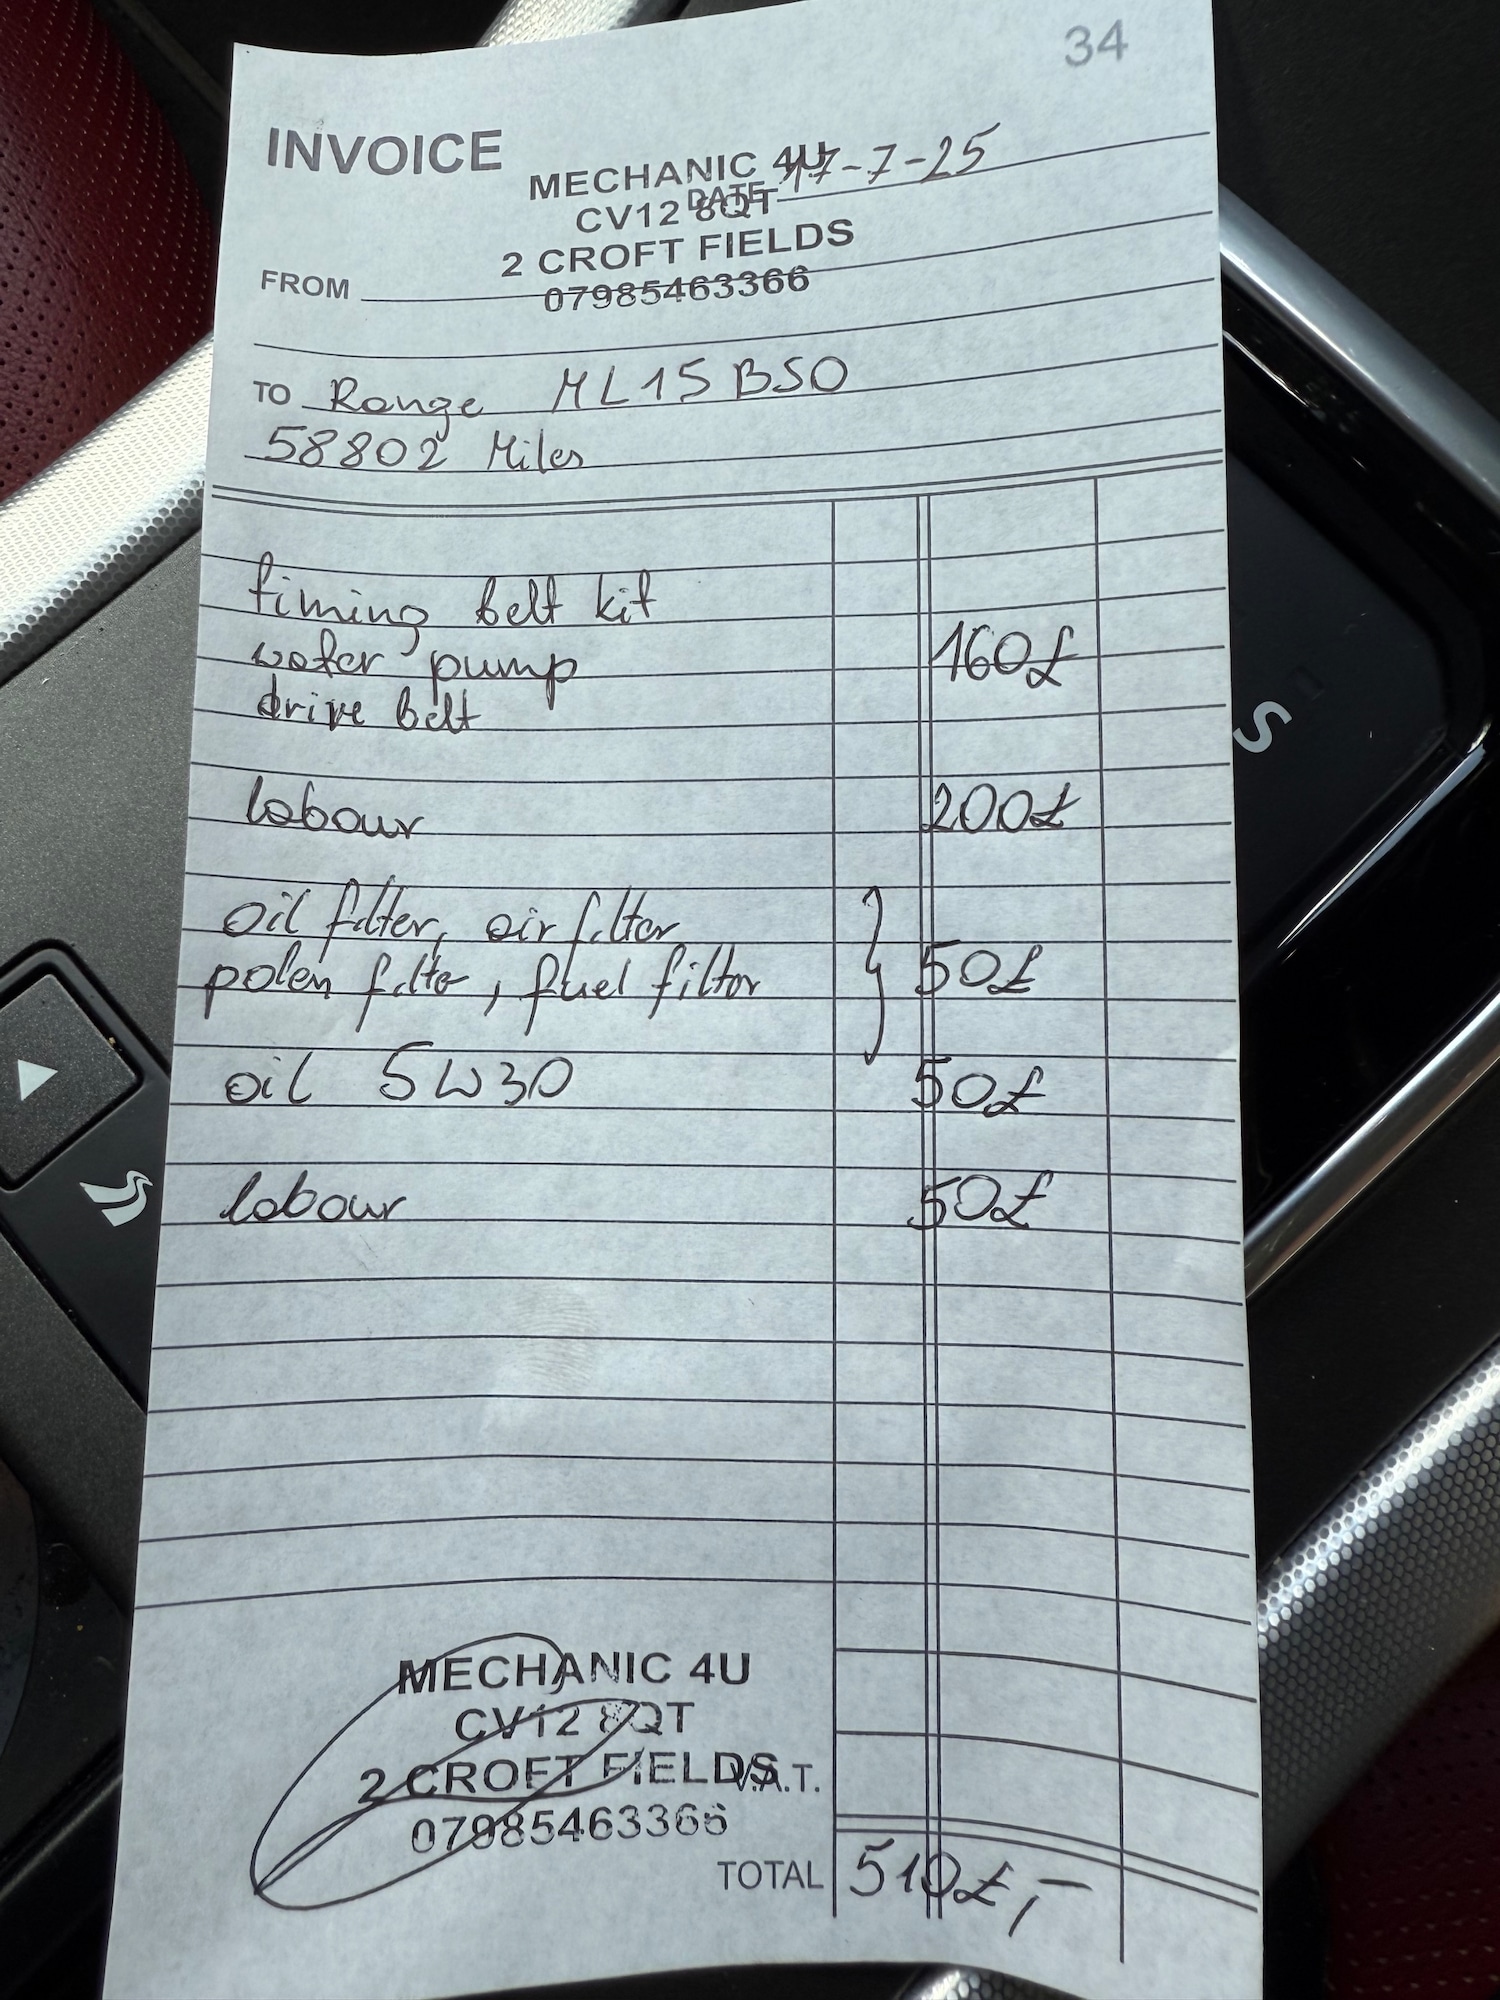 34
INVOICE
MECHANIC 4U
DATE 17-7-25
CV12 8QT
2 CROFT FIELDS
FROM
07985463366
TO Range ML15 BSO
58802 Miles
timing belt kit
water pump
160£
drive belt
labour 200£
oil filter, air filter
polen filter, fuel filter } 50£
oil 5W30 50£
labour 50£
MECHANIC 4U
CV12 8QT
2 CROFT FIELDS
V.A.T.
07985463366
TOTAL 510£,-
S